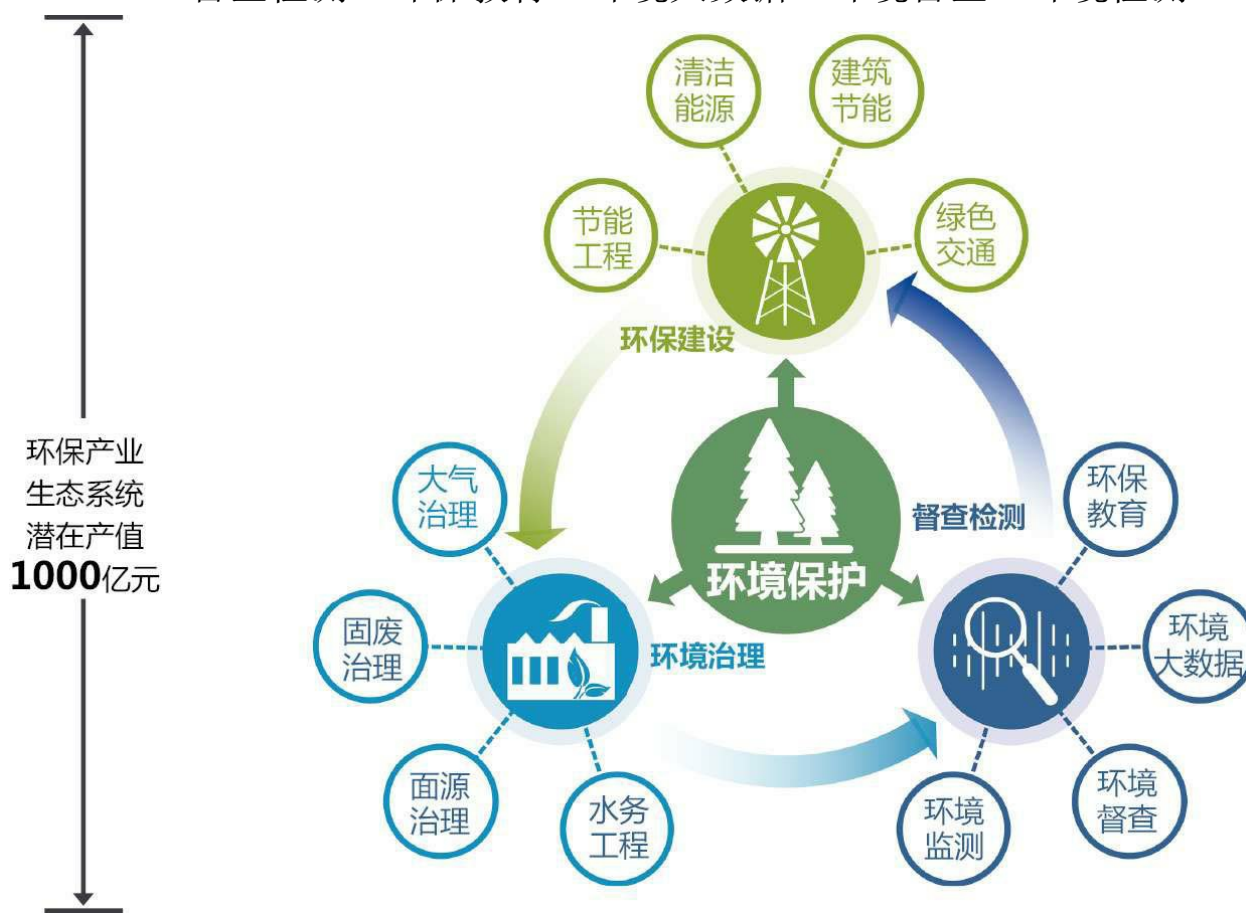 清洁
能源
建筑
节能
节能
工程
绿色
交通
环保建设
环保产业
生态系统
潜在产值
1000亿元
大气
治理
环保
教育
督查检测
环境保护
固废
治理
环境治理
环境
大数据
面源
治理
水务
工程
环境
监测
环境
督查